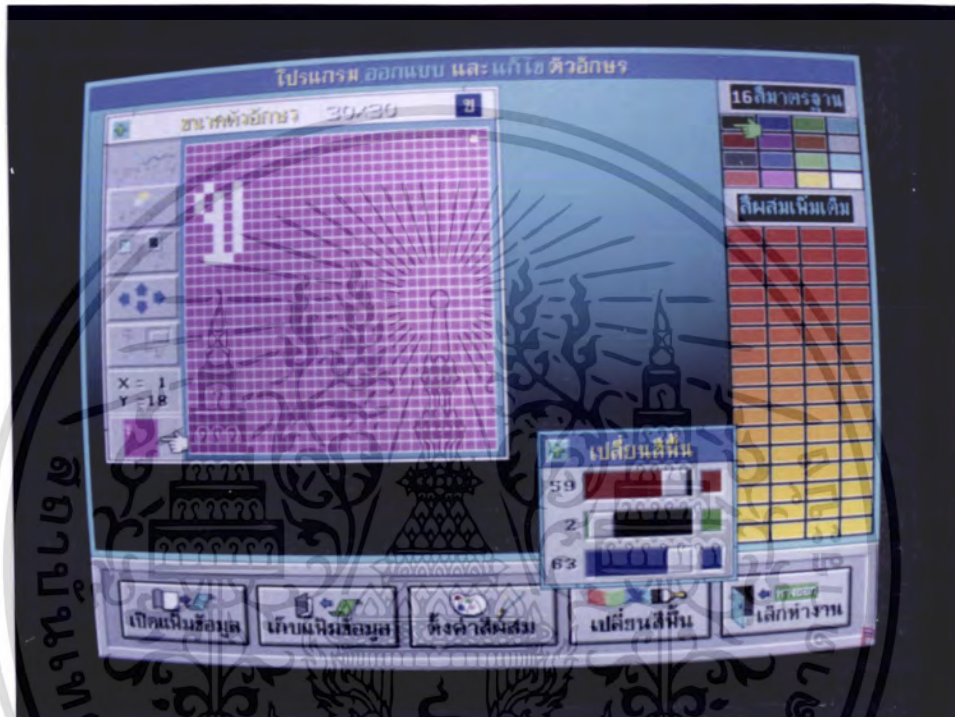 โปรแกรม ออกแบบ และ แก้ไข ตัวอักษร
ขนาดตัวอักษร 30/30 ข
16สีมาตรฐาน
สีผสมเพิ่มเติม
X = 1
Y =18
เปลี่ยนสีพื้น
59
2
63
เปิดแฟ้มข้อมูล
เก็บแฟ้มข้อมูล
ตั้งค่าสีผสม
เปลี่ยนสีพื้น
เลิกทำงาน